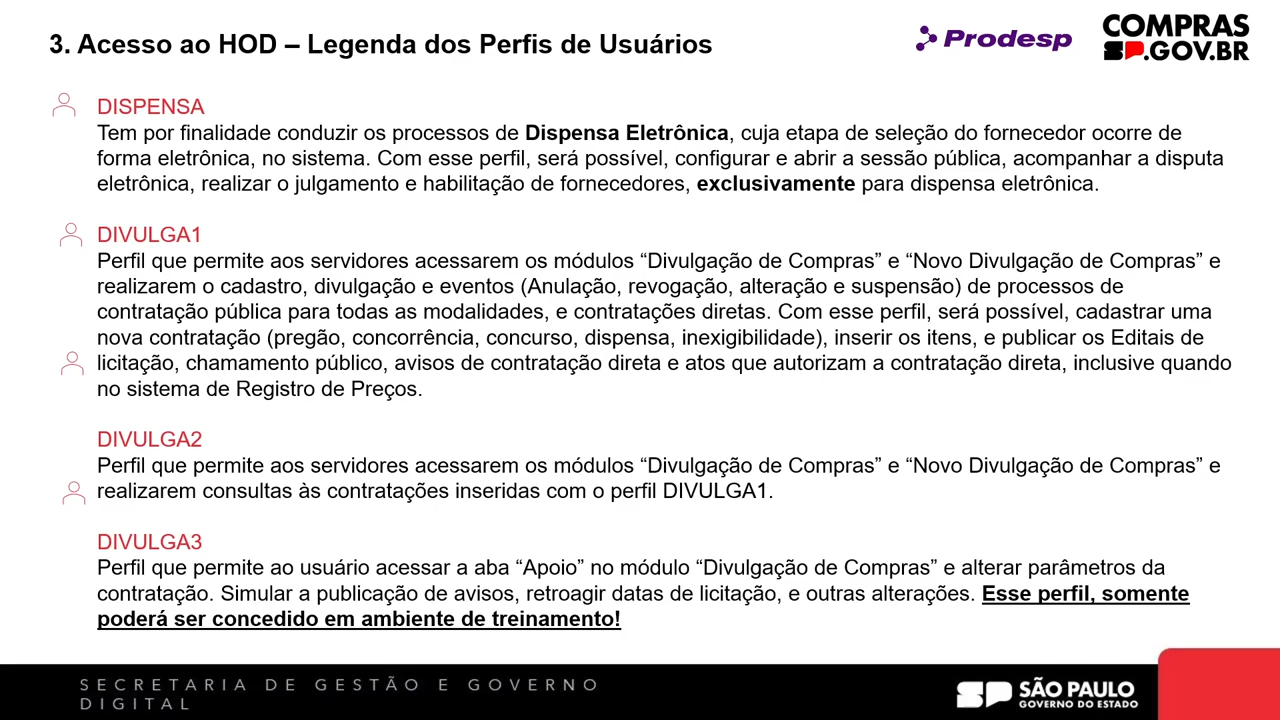 3. Acesso ao HOD – Legenda dos Perfis de Usuários
Prodesp
COMPRAS
SP.GOV.BR
DISPENSA
Tem por finalidade conduzir os processos de Dispensa Eletrônica, cuja etapa de seleção do fornecedor ocorre de
forma eletrônica, no sistema. Com esse perfil, será possível, configurar e abrir a sessão pública, acompanhar a disputa
eletrônica, realizar o julgamento e habilitação de fornecedores, exclusivamente para dispensa eletrônica.
DIVULGA1
Perfil que permite aos servidores acessarem os módulos “Divulgação de Compras” e “Novo Divulgação de Compras” e
realizarem o cadastro, divulgação e eventos (Anulação, revogação, alteração e suspensão) de processos de
contratação pública para todas as modalidades, e contratações diretas. Com esse perfil, será possível, cadastrar uma
nova contratação (pregão, concorrência, concurso, dispensa, inexigibilidade), inserir os itens, e publicar os Editais de
licitação, chamamento público, avisos de contratação direta e atos que autorizam a contratação direta, inclusive quando
no sistema de Registro de Preços.
DIVULGA2
Perfil que permite aos servidores acessarem os módulos “Divulgação de Compras” e “Novo Divulgação de Compras” e
realizarem consultas às contratações inseridas com o perfil DIVULGA1.
DIVULGA3
Perfil que permite ao usuário acessar a aba “Apoio” no módulo “Divulgação de Compras” e alterar parâmetros da
contratação. Simular a publicação de avisos, retroagir datas de licitação, e outras alterações. Esse perfil, somente
poderá ser concedido em ambiente de treinamento!
SECRETARIA DE GESTÃO E GOVERNO
DIGITAL
SP SÃO PAULO
GOVERNO DO ESTADO